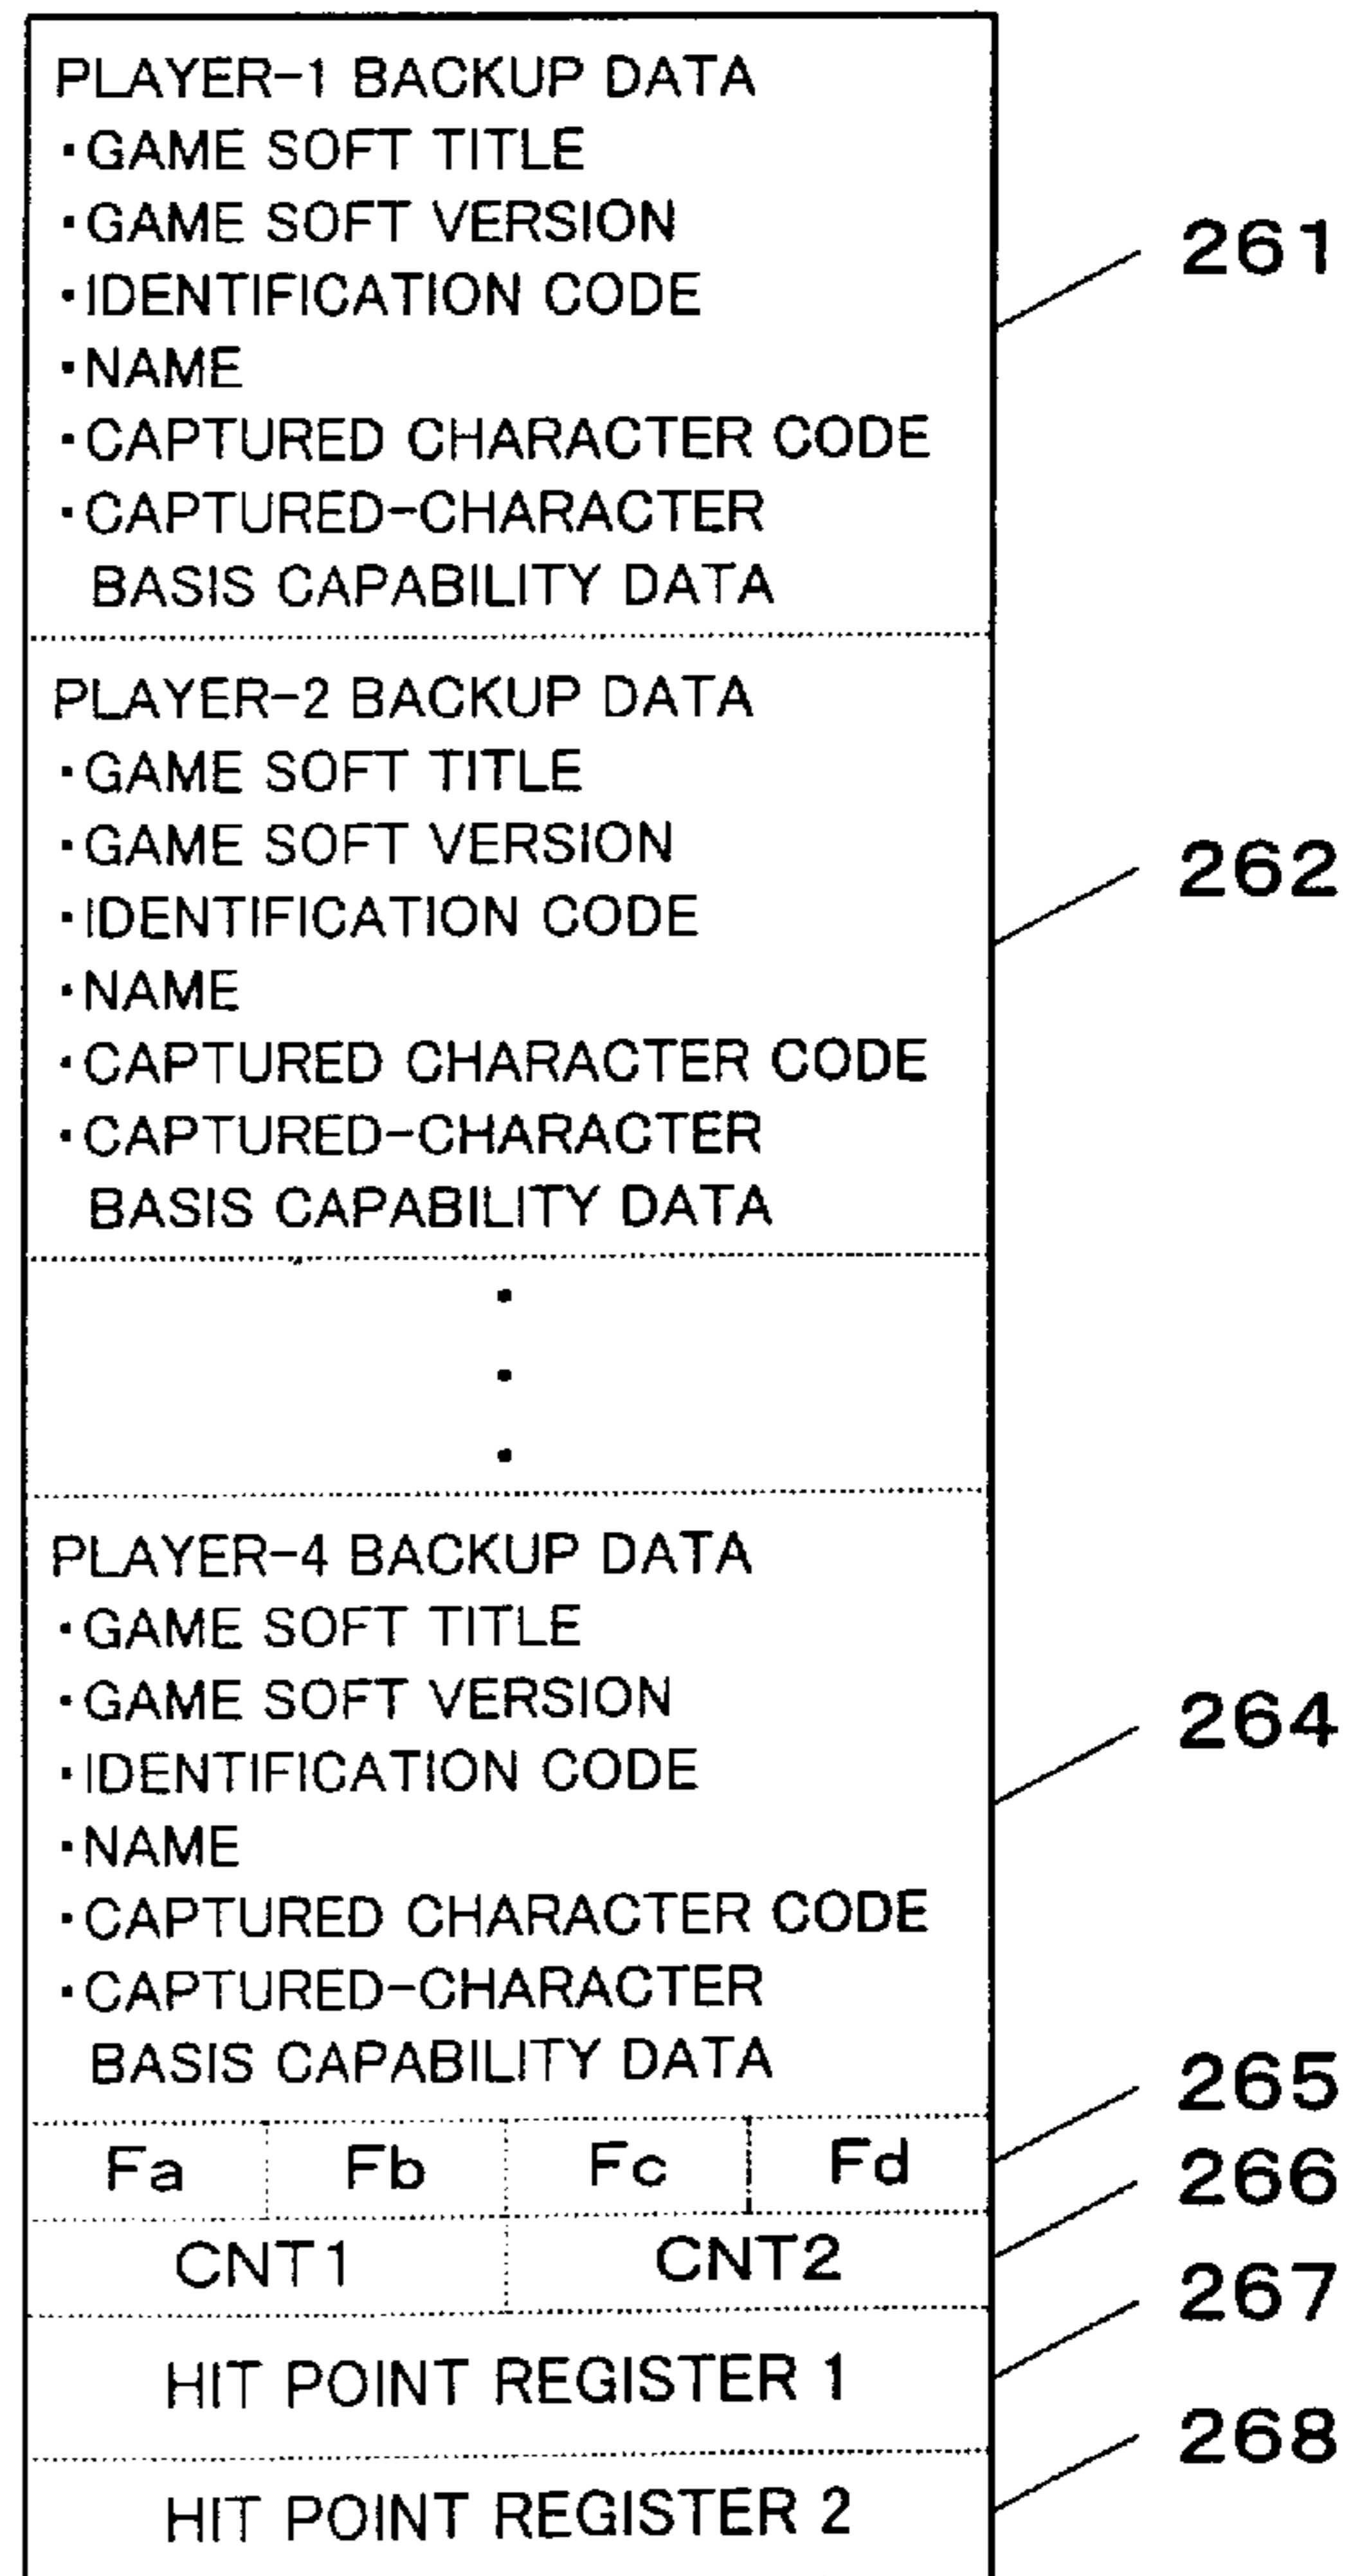 PLAYER-1 BACKUP DATA
・GAME SOFT TITLE
・GAME SOFT VERSION
・IDENTIFICATION CODE
・NAME
・CAPTURED CHARACTER CODE
・CAPTURED-CHARACTER
BASIS CAPABILITY DATA
261
PLAYER-2 BACKUP DATA
・GAME SOFT TITLE
・GAME SOFT VERSION
・IDENTIFICATION CODE
・NAME
・CAPTURED CHARACTER CODE
・CAPTURED-CHARACTER
BASIS CAPABILITY DATA
262
PLAYER-4 BACKUP DATA
・GAME SOFT TITLE
・GAME SOFT VERSION
・IDENTIFICATION CODE
・NAME
・CAPTURED CHARACTER CODE
・CAPTURED-CHARACTER
BASIS CAPABILITY DATA
264
Fa Fb Fc Fd 265
CNT1 CNT2 266
HIT POINT REGISTER 1 267
HIT POINT REGISTER 2 268